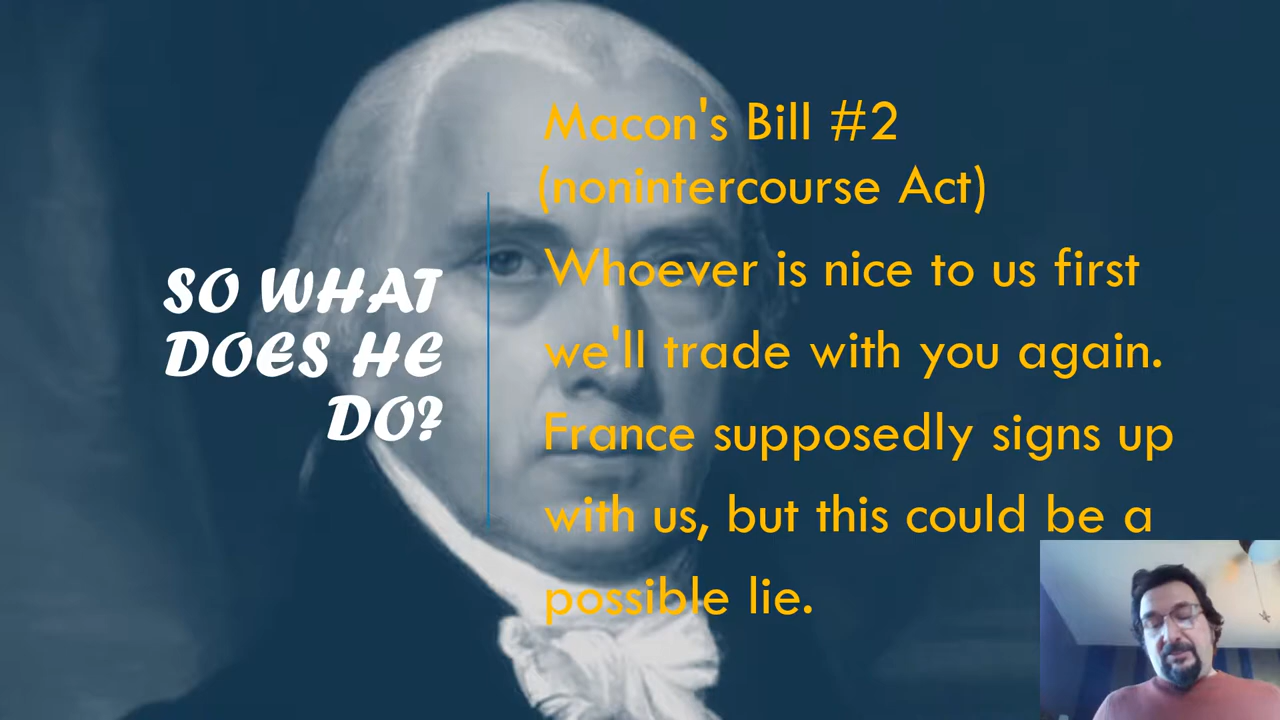 SO WHAT
DOES HE
DO?
Macon's Bill #2
(nonintercourse Act)
Whoever is nice to us first
we'll trade with you again.
France supposedly signs up
with us, but this could be a
possible lie.